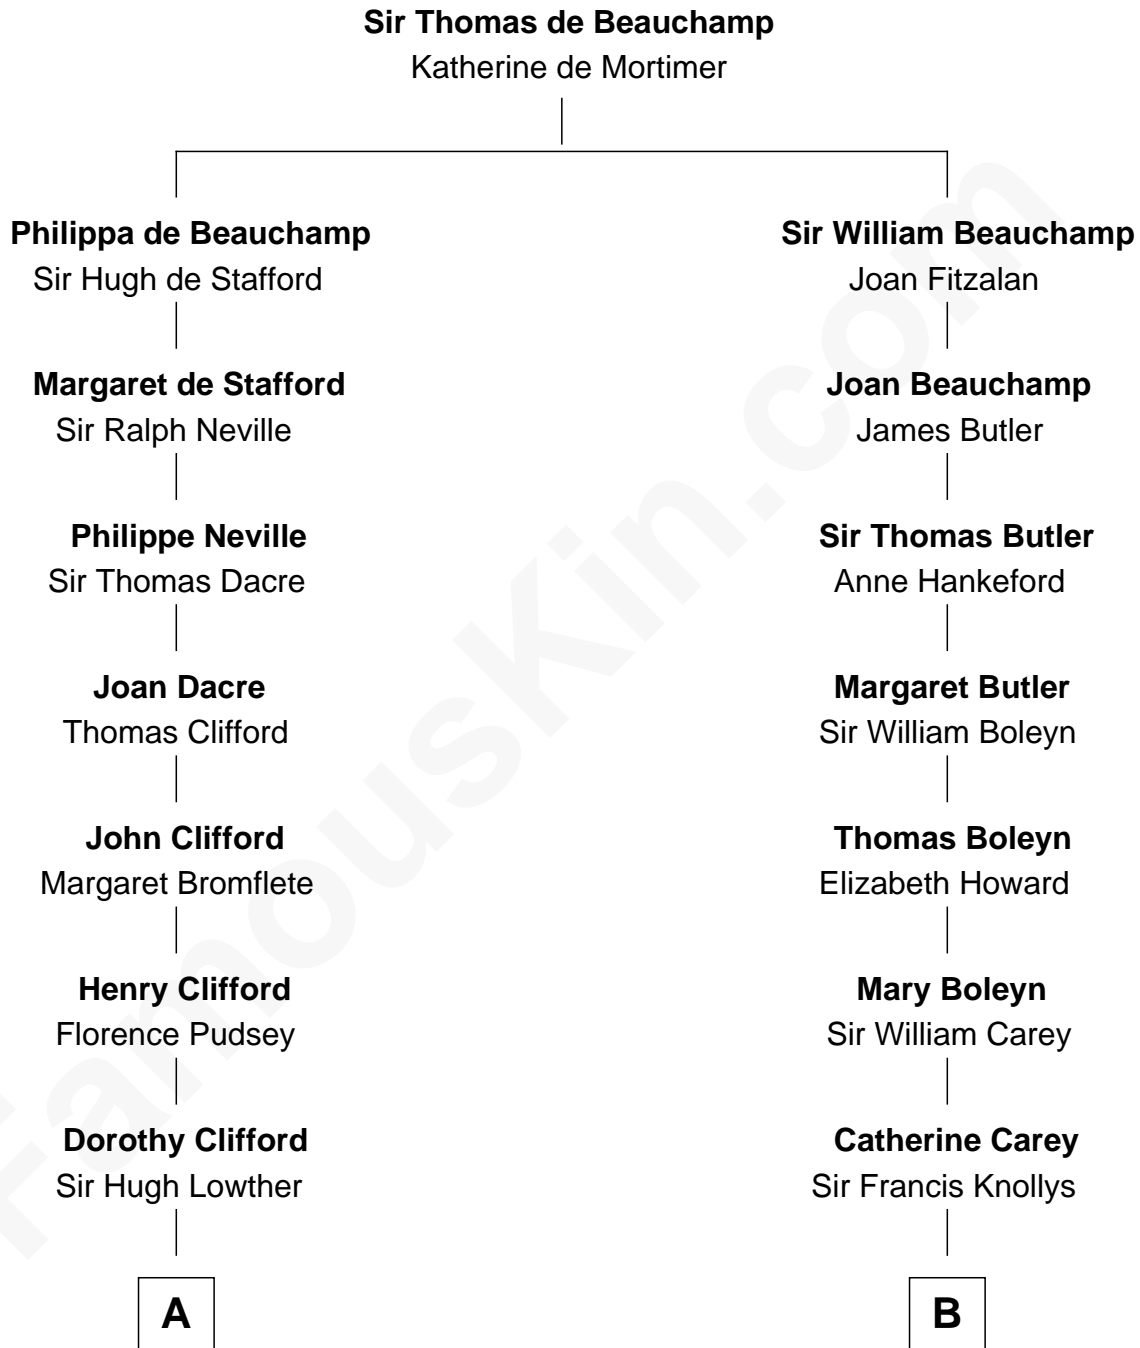 Sir Thomas de Beauchamp
Katherine de Mortimer
Philippa de Beauchamp
Sir Hugh de Stafford
Margaret de Stafford
Sir Ralph Neville
Philippe Neville
Sir Thomas Dacre
Joan Dacre
Thomas Clifford
John Clifford
Margaret Bromflete
Henry Clifford
Florence Pudsey
Dorothy Clifford
Sir Hugh Lowther
A
Sir William Beauchamp
Joan Fitzalan
Joan Beauchamp
James Butler
Sir Thomas Butler
Anne Hankeford
Margaret Butler
Sir William Boleyn
Thomas Boleyn
Elizabeth Howard
Mary Boleyn
Sir William Carey
Catherine Carey
Sir Francis Knollys
B
FamousKin.com